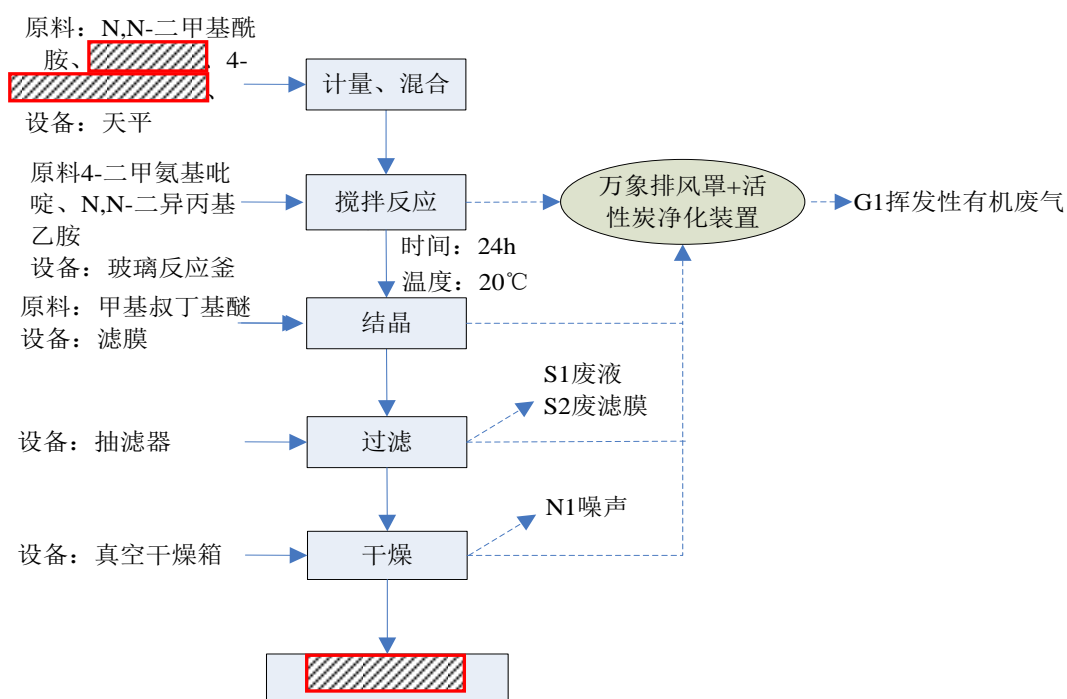 原料：N,N-二甲基酰
胺、 4-
、
设备：天平
计量、混合
原料4-二甲氨基吡
啶、N,N-二异丙基
乙胺
设备：玻璃反应釜
搅拌反应
万象排风罩+活
性炭净化装置
G1挥发性有机废气
时间：24h
温度：20℃
原料：甲基叔丁基醚
设备：滤膜
结晶
S1废液
S2废滤膜
设备：抽滤器
过滤
N1噪声
设备：真空干燥箱
干燥